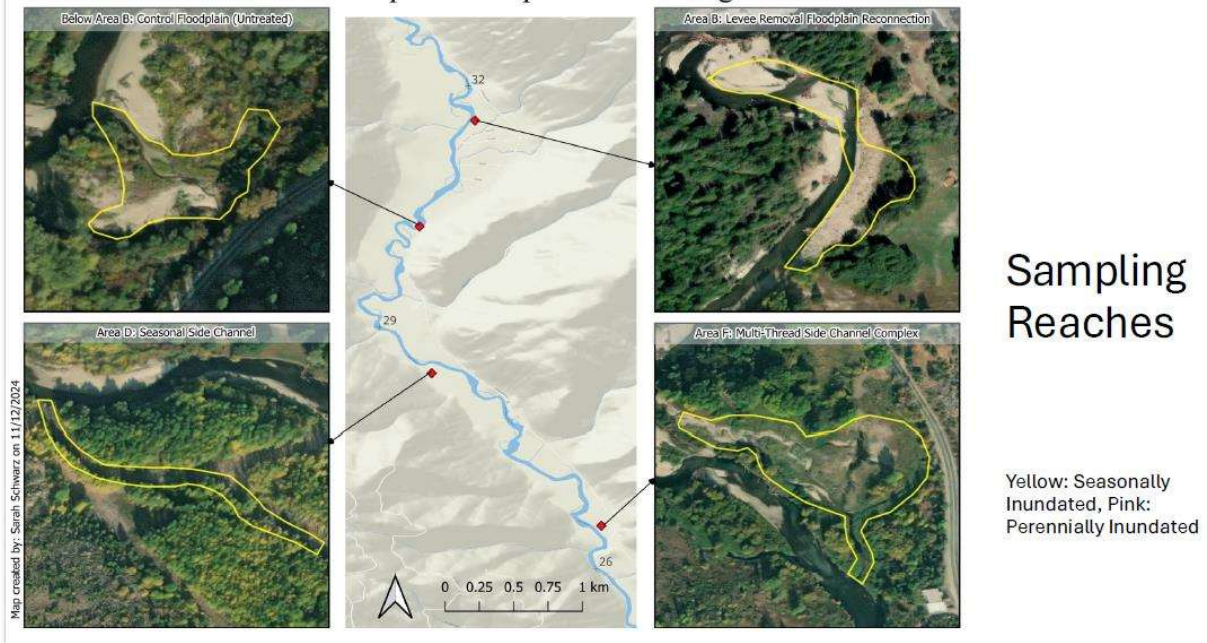 Below Area B: Control Floodplain (Untreated)
Area B: Levee Removal Floodplain Reconnection
32
29
26
Area D: Seasonal Side Channel
Area F: Multi-Thread Side Channel Complex
0 0.25 0.5 0.75 1 km
Map created by: Sarah Schwarz on 11/12/2024
Sampling
Reaches
Yellow: Seasonally
Inundated, Pink:
Perennially Inundated